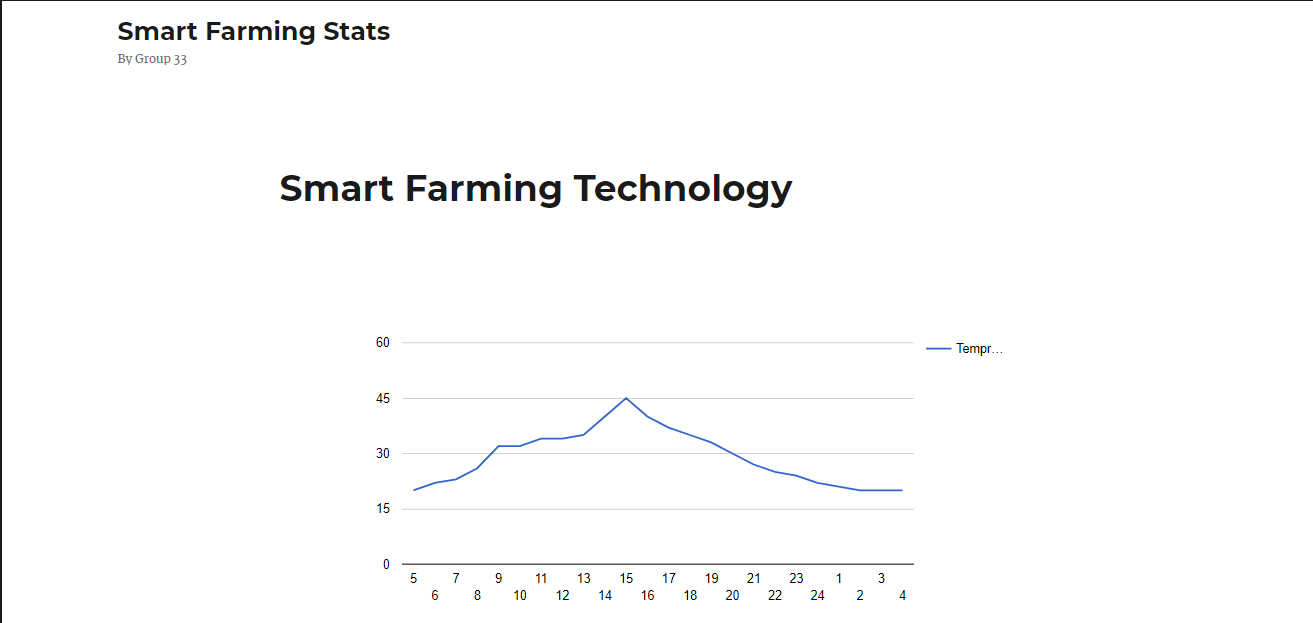 Smart Farming Stats
By Group 33
Smart Farming Technology
60
Tempr...
45
30
15
0
5 7 9 11 13 15 17 19 21 23 1 3
6 8 10 12 14 16 18 20 22 24 2 4